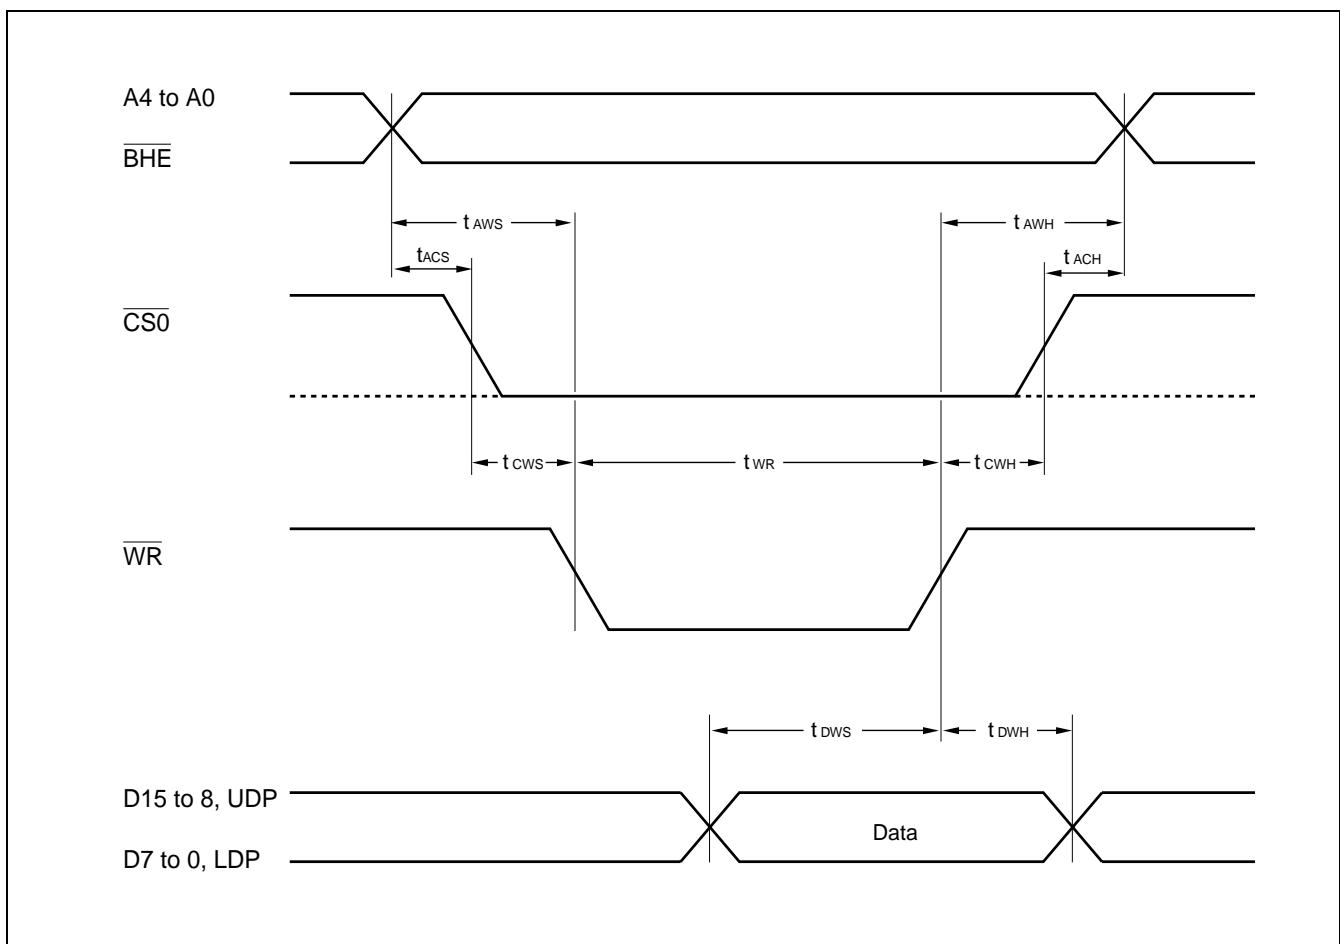 A4 to A0
BHE
t AWS
t AWH
tACS
t ACH
CS0
t CWS
t WR
t CWH
WR
t DWS
t DWH
D15 to 8, UDP
Data
D7 to 0, LDP